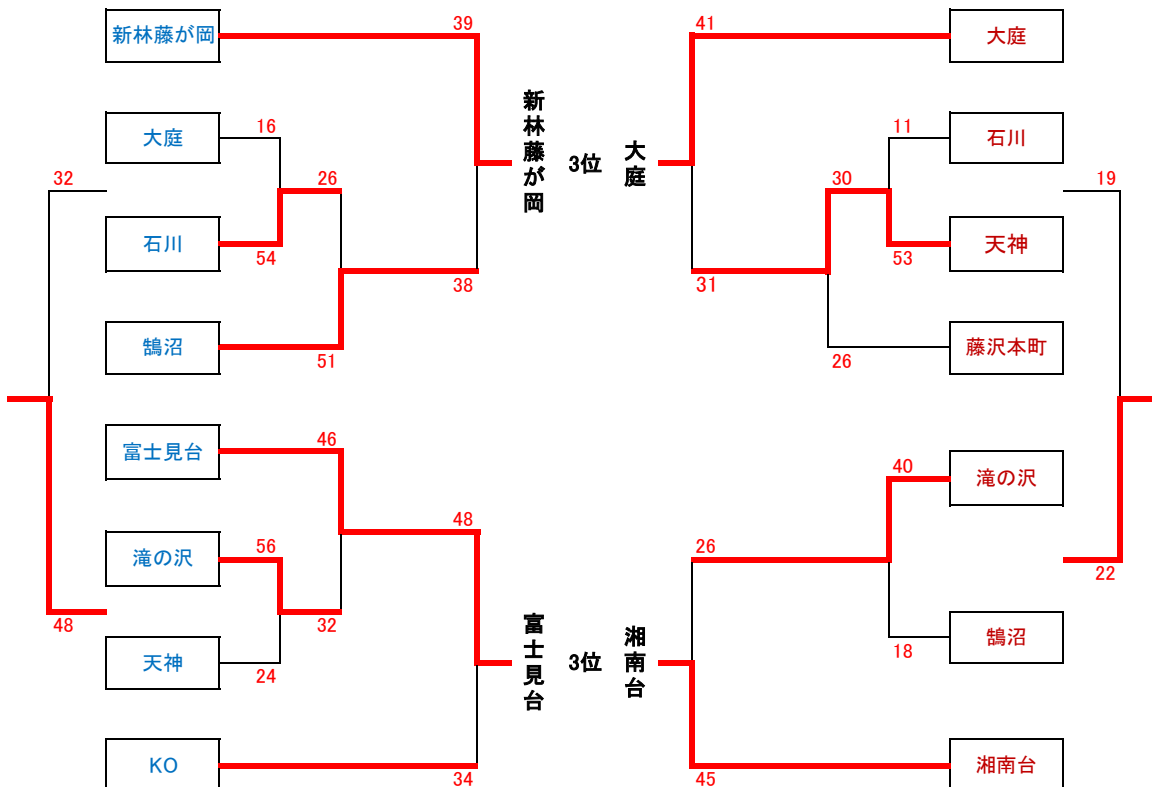 39
41
新林藤が岡
大庭
新林藤が岡
3位
大庭
大庭
16
11
石川
32
26
30
19
石川
54
53
天神
38
31
鵠沼
51
26
藤沢本町
富士見台
46
40
滝の沢
48
26
滝の沢
56
22
48
32
富士見台
3位
湘南台
天神
24
18
鵠沼
KO
34
45
湘南台